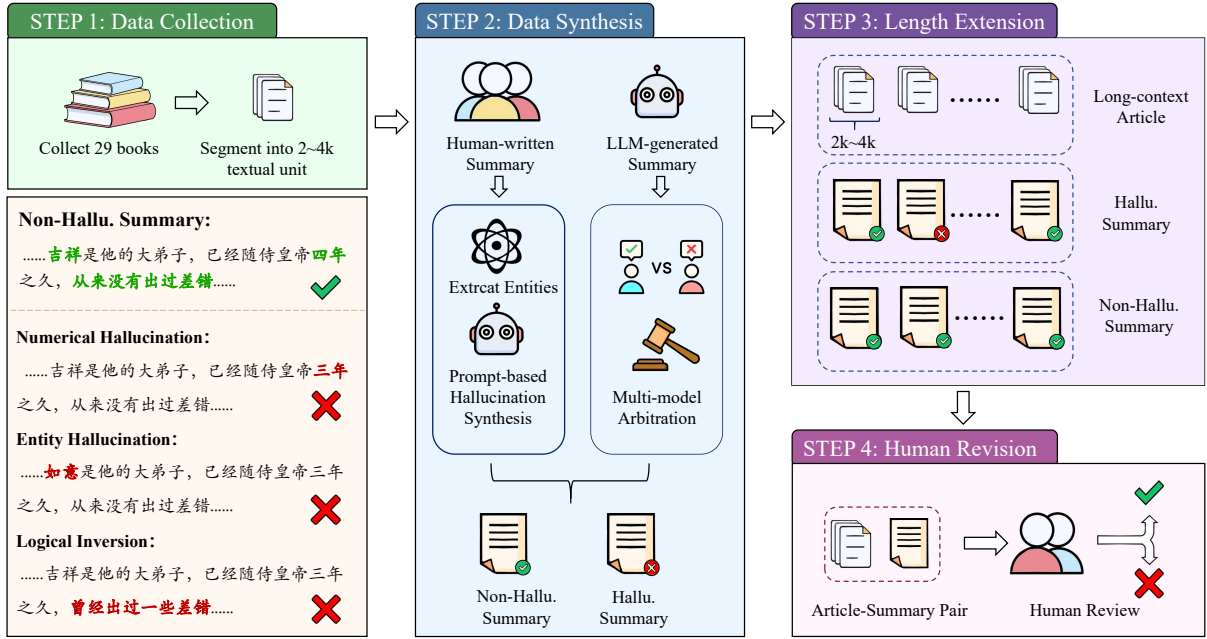 STEP 1: Data Collection
Collect 29 books
Segment into 2~4k
textual unit
Non-Hallu. Summary:
......吉祥是他的大弟子，已经随侍皇帝四年
之久，从来没有出过差错......
Numerical Hallucination:
......吉祥是他的大弟子，已经随侍皇帝三年
之久，从来没有出过差错......
Entity Hallucination:
......如意是他的大弟子，已经随侍皇帝三年
之久，从来没有出过差错......
Logical Inversion:
......吉祥是他的大弟子，已经随侍皇帝三年
之久，曾经出过一些差错......
STEP 2: Data Synthesis
Human-written
Summary
LLM-generated
Summary
Extrcat Entities
VS
Prompt-based
Hallucination
Synthesis
Multi-model
Arbitration
Non-Hallu.
Summary
Hallu.
Summary
STEP 3: Length Extension
......
Long-context
Article
2k~4k
......
Hallu.
Summary
......
Non-Hallu.
Summary
STEP 4: Human Revision
Article-Summary Pair
Human Review